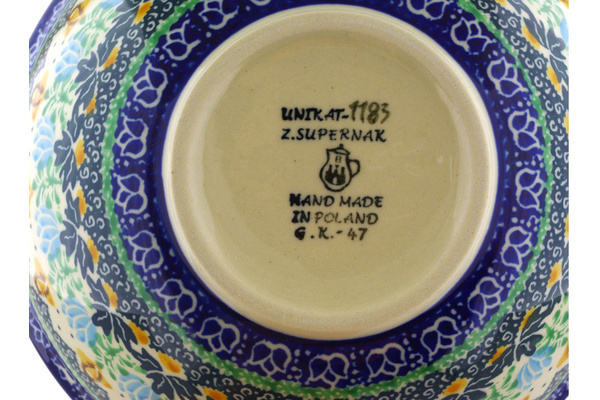 UNIKAT-1183
Z.SUPERNAK
HAND MADE
IN POLAND
G.K.-47